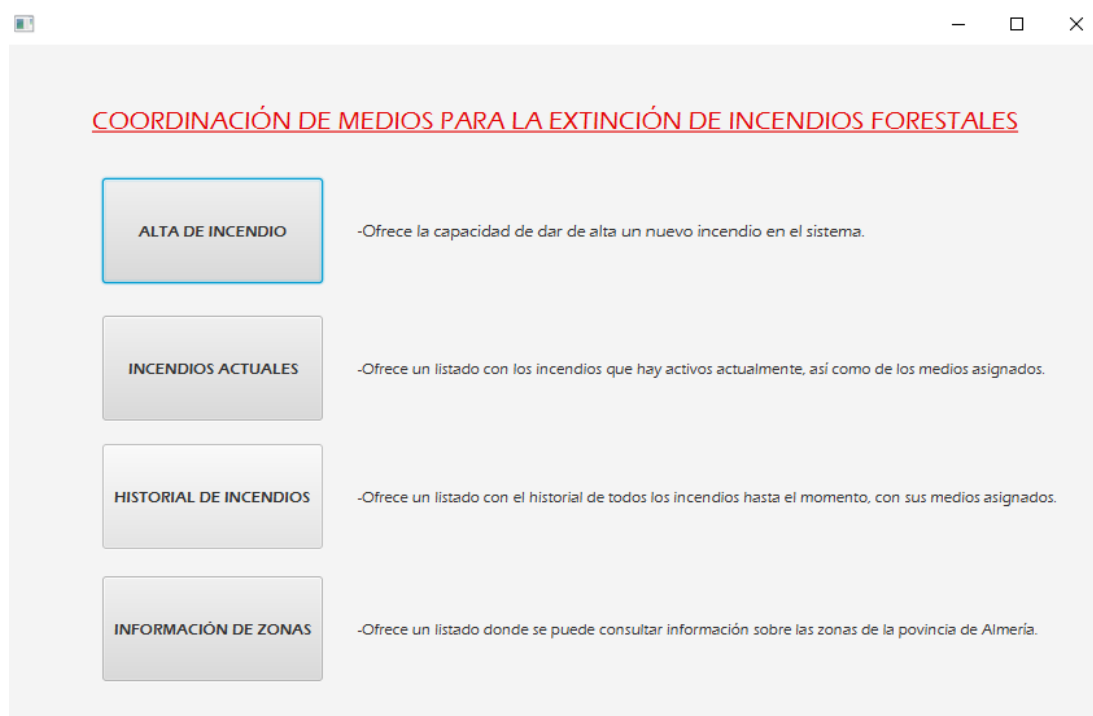 COORDINACIÓN DE MEDIOS PARA LA EXTINCIÓN DE INCENDIOS FORESTALES
ALTA DE INCENDIO
-Ofrece la capacidad de dar de alta un nuevo incendio en el sistema.
INCENDIOS ACTUALES
-Ofrece un listado con los incendios que hay activos actualmente, así como de los medios asignados.
HISTORIAL DE INCENDIOS
-Ofrece un listado con el historial de todos los incendios hasta el momento, con sus medios asignados.
INFORMACIÓN DE ZONAS
-Ofrece un listado donde se puede consultar información sobre las zonas de la povincia de Almería.